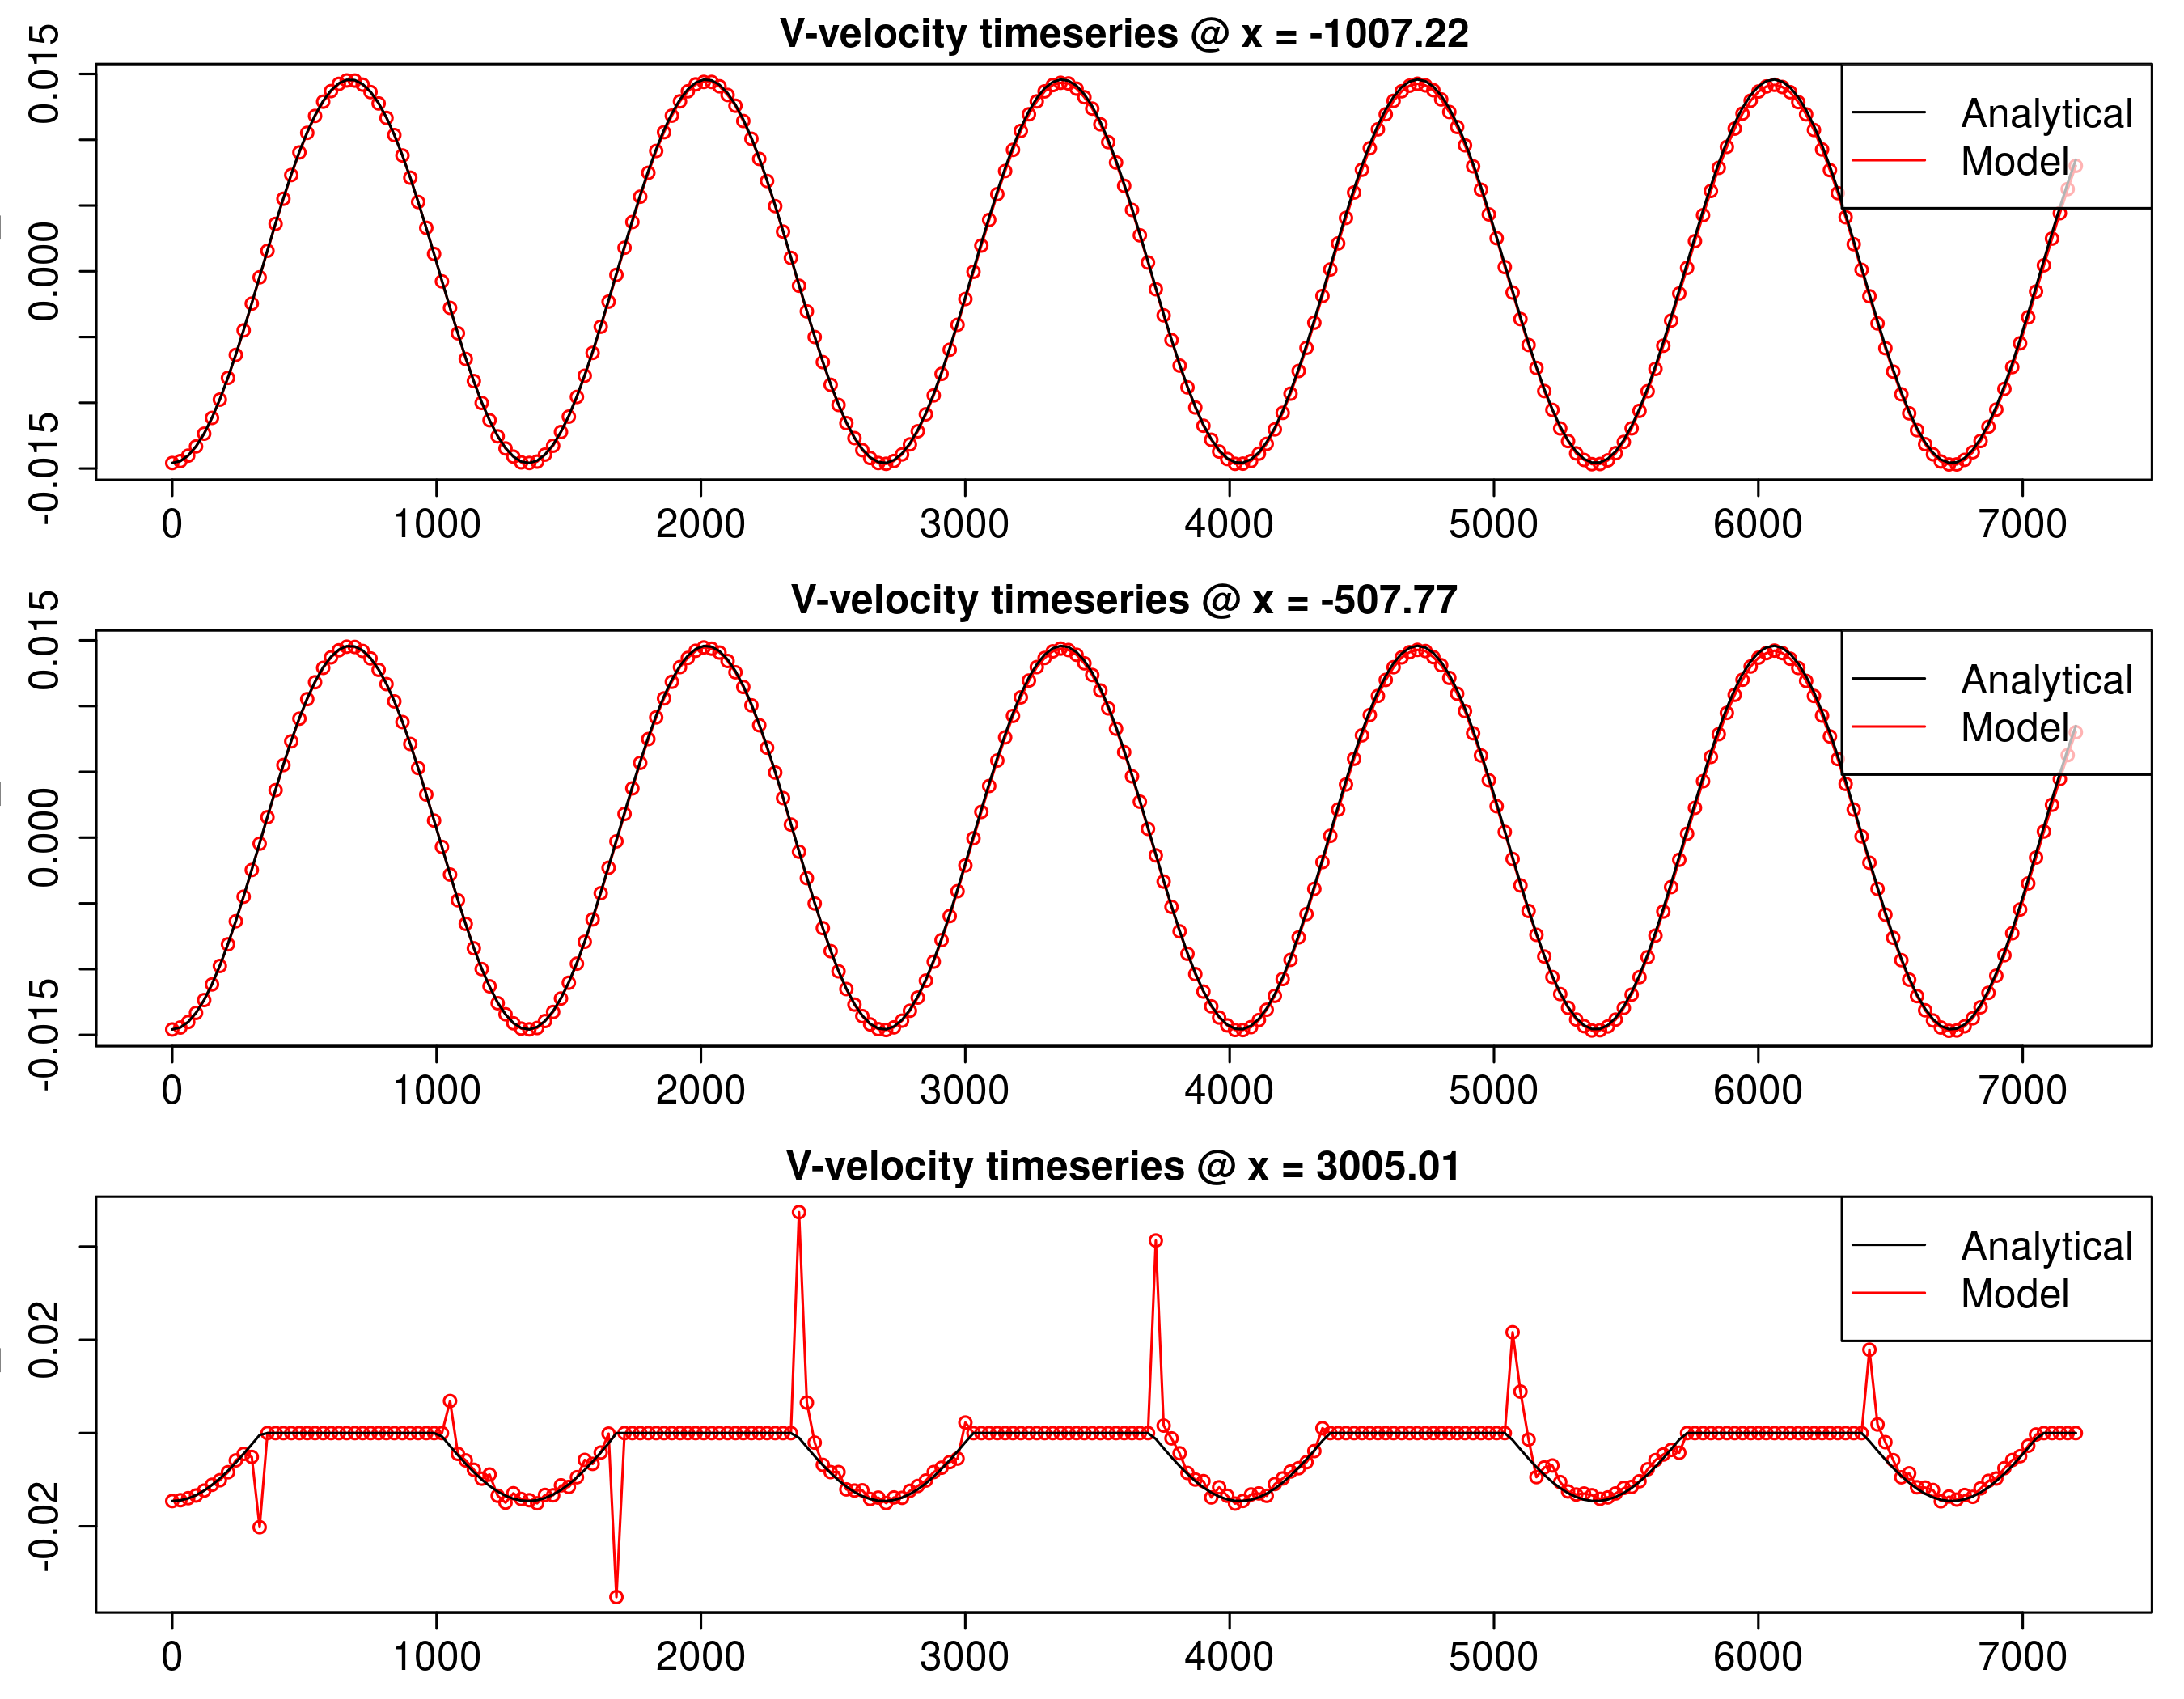 V-velocity timeseries @ x = -1007.22
0.015
0.000
-0.015
Analytical
Model
0 1000 2000 3000 4000 5000 6000 7000
V-velocity timeseries @ x = -507.77
0.015
0.000
-0.015
Analytical
Model
0 1000 2000 3000 4000 5000 6000 7000
V-velocity timeseries @ x = 3005.01
0.02
-0.02
Analytical
Model
0 1000 2000 3000 4000 5000 6000 7000